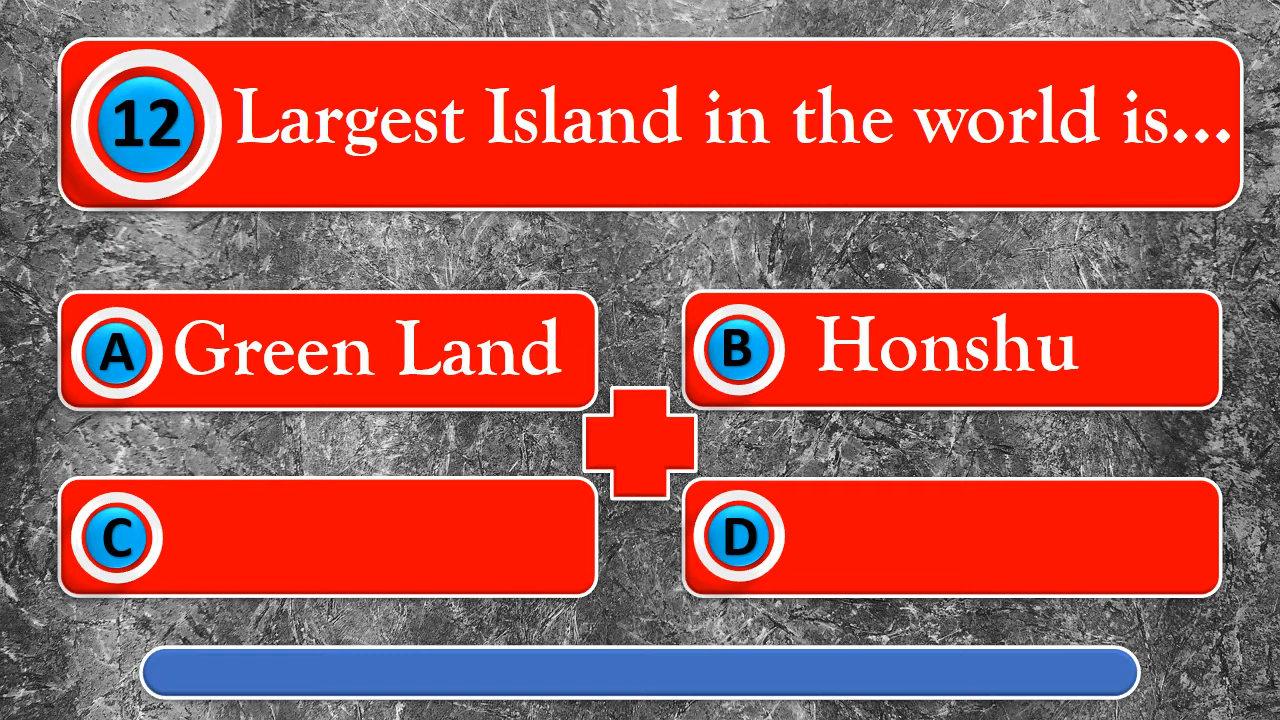 12 Largest Island in the world is...
A Green Land
B Honshu
C
D